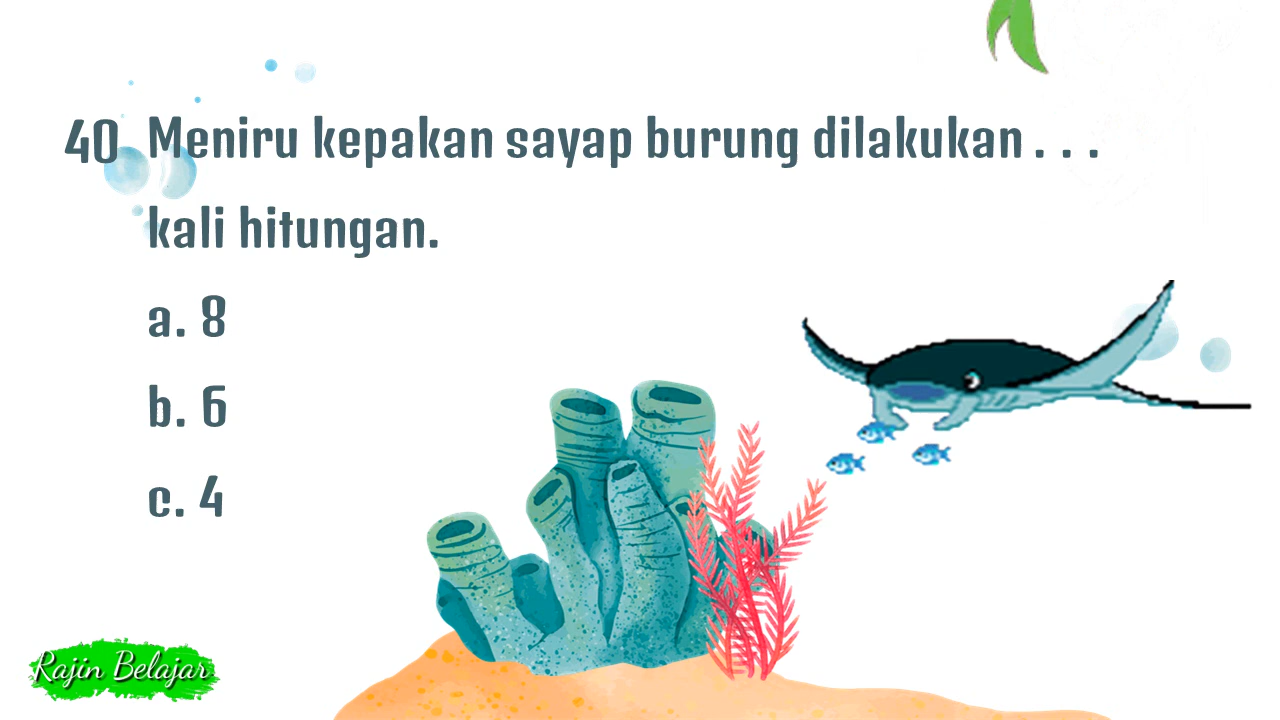 40 Meniru kepakan sayap burung dilakukan . . .
kali hitungan.
a. 8
b. 6
c. 4
Rajin Belajar